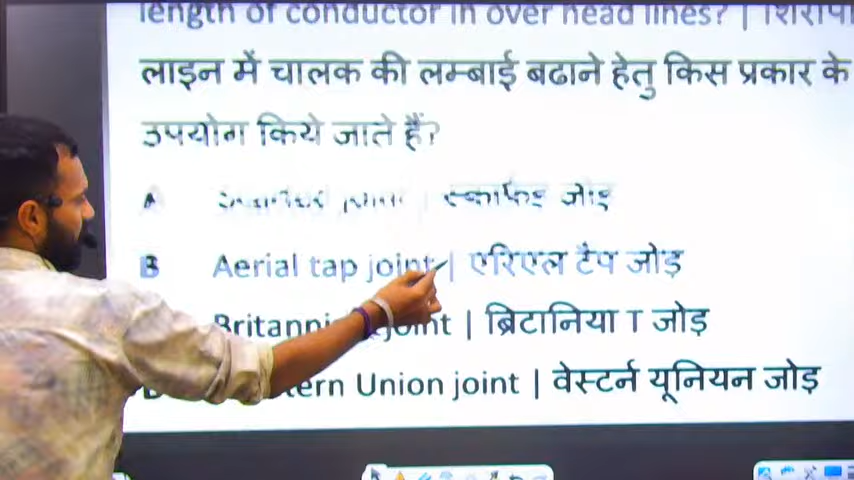 length of conductor in over head lines? |
लाइन में चालक की लम्बाई बढाने हेतु किस प्रकार के
उपयोग किये जाते हैं?
A | स्कार्फड जोड़
B Aerial tap joint | एरिएल टैप जोड़
joint | ब्रिटानिया T जोड़
Union joint | वेस्टर्न यूनियन जोड़